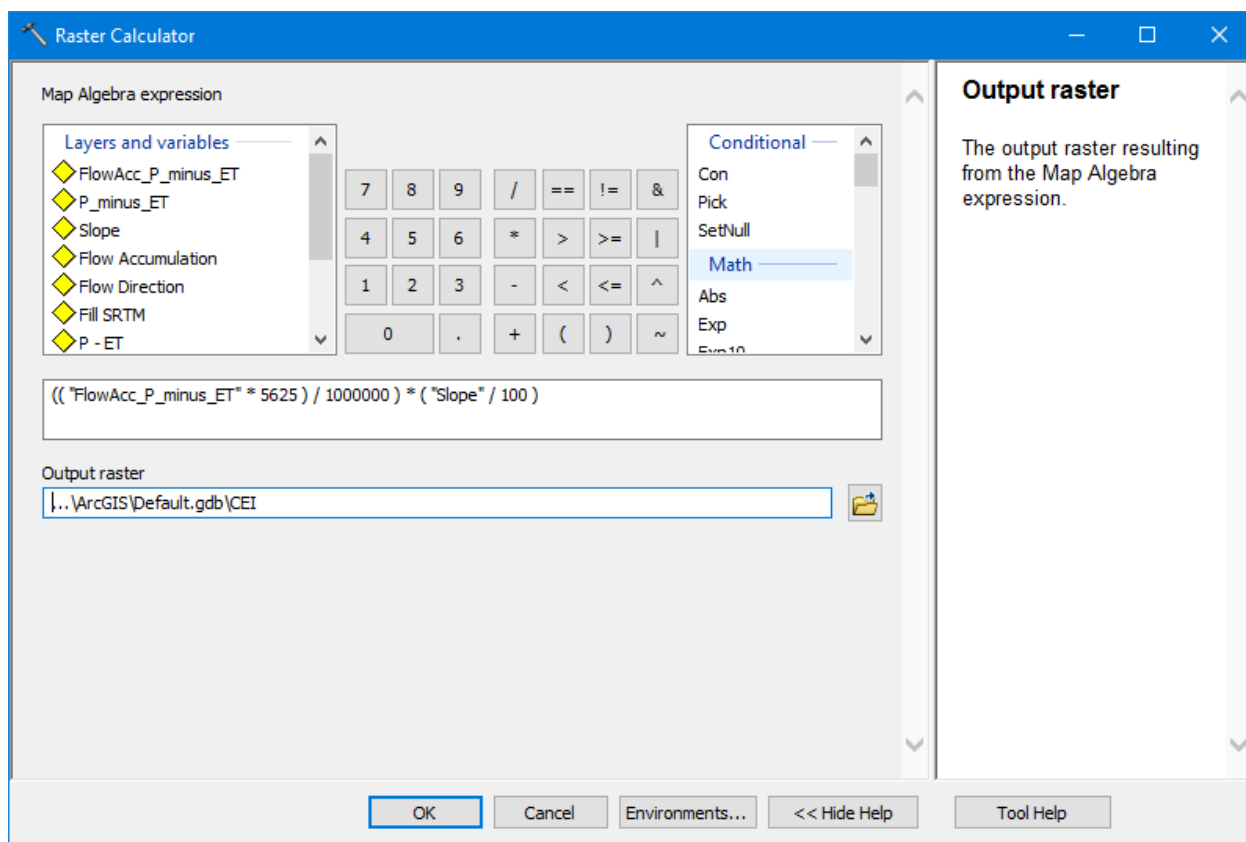 Raster Calculator
Map Algebra expression
Layers and variables
FlowAcc_P_minus_ET
P_minus_ET
Slope
Flow Accumulation
Flow Direction
Fill SRTM
P - ET
7 8 9 / == != &
4 5 6 * > >= |
1 2 3 - < <= ^
0 . + ( ) ~
Conditional
Con
Pick
SetNull
Math
Abs
Exp
Exp10
(( "FlowAcc_P_minus_ET" * 5625 ) / 1000000 ) * ( "Slope" / 100 )
Output raster
...\ArcGIS\Default.gdb\CEI
OK Cancel Environments... << Hide Help Tool Help
Output raster
The output raster resulting
from the Map Algebra
expression.